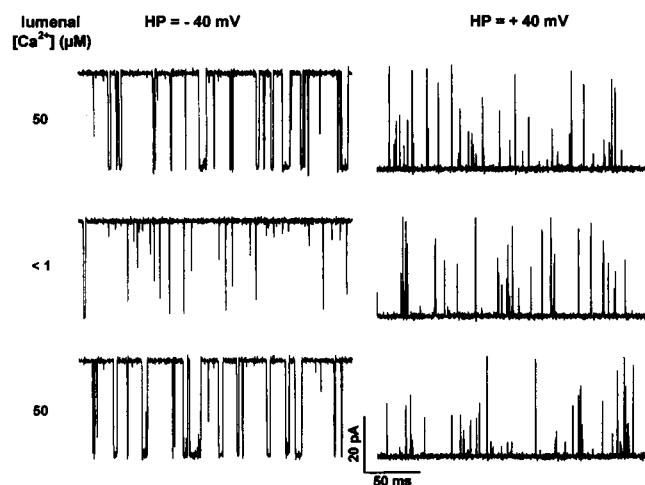 lumenal
[Ca²⁺] (µM)
HP = - 40 mV
HP = + 40 mV
50
< 1
50
20 pA
50 ms